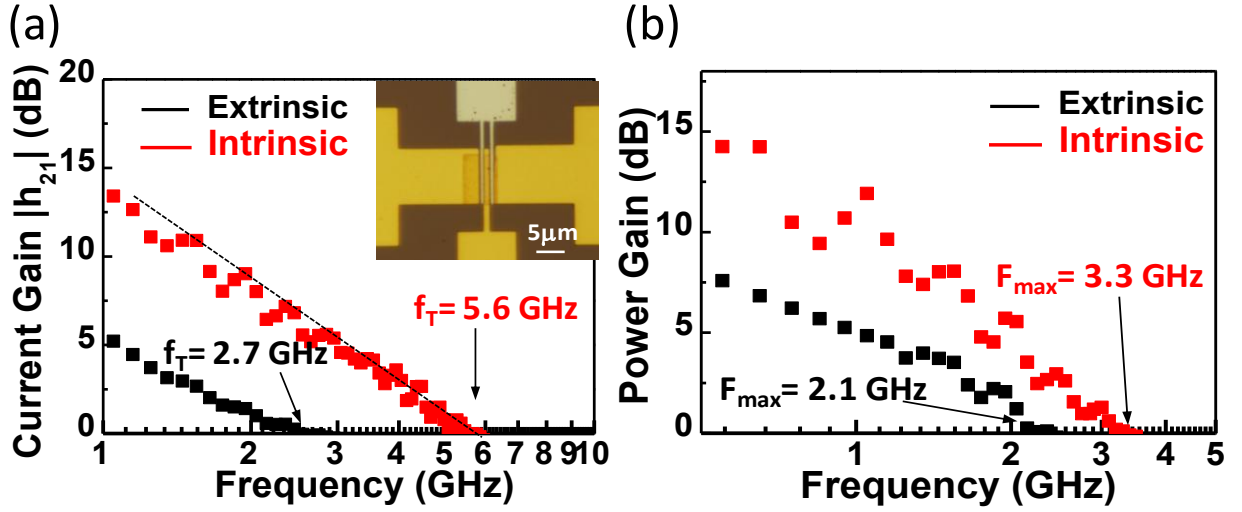 (a)
Current Gain |h21| (dB)
20
15
10
5
0
Extrinsic
Intrinsic
5μm
fT= 5.6 GHz
fT= 2.7 GHz
1 2 3 4 5 6 7 8 9 10
Frequency (GHz)
(b)
Power Gain (dB)
15
10
5
0
Extrinsic
Intrinsic
Fmax= 3.3 GHz
Fmax= 2.1 GHz
1 2 3 4 5
Frequency (GHz)